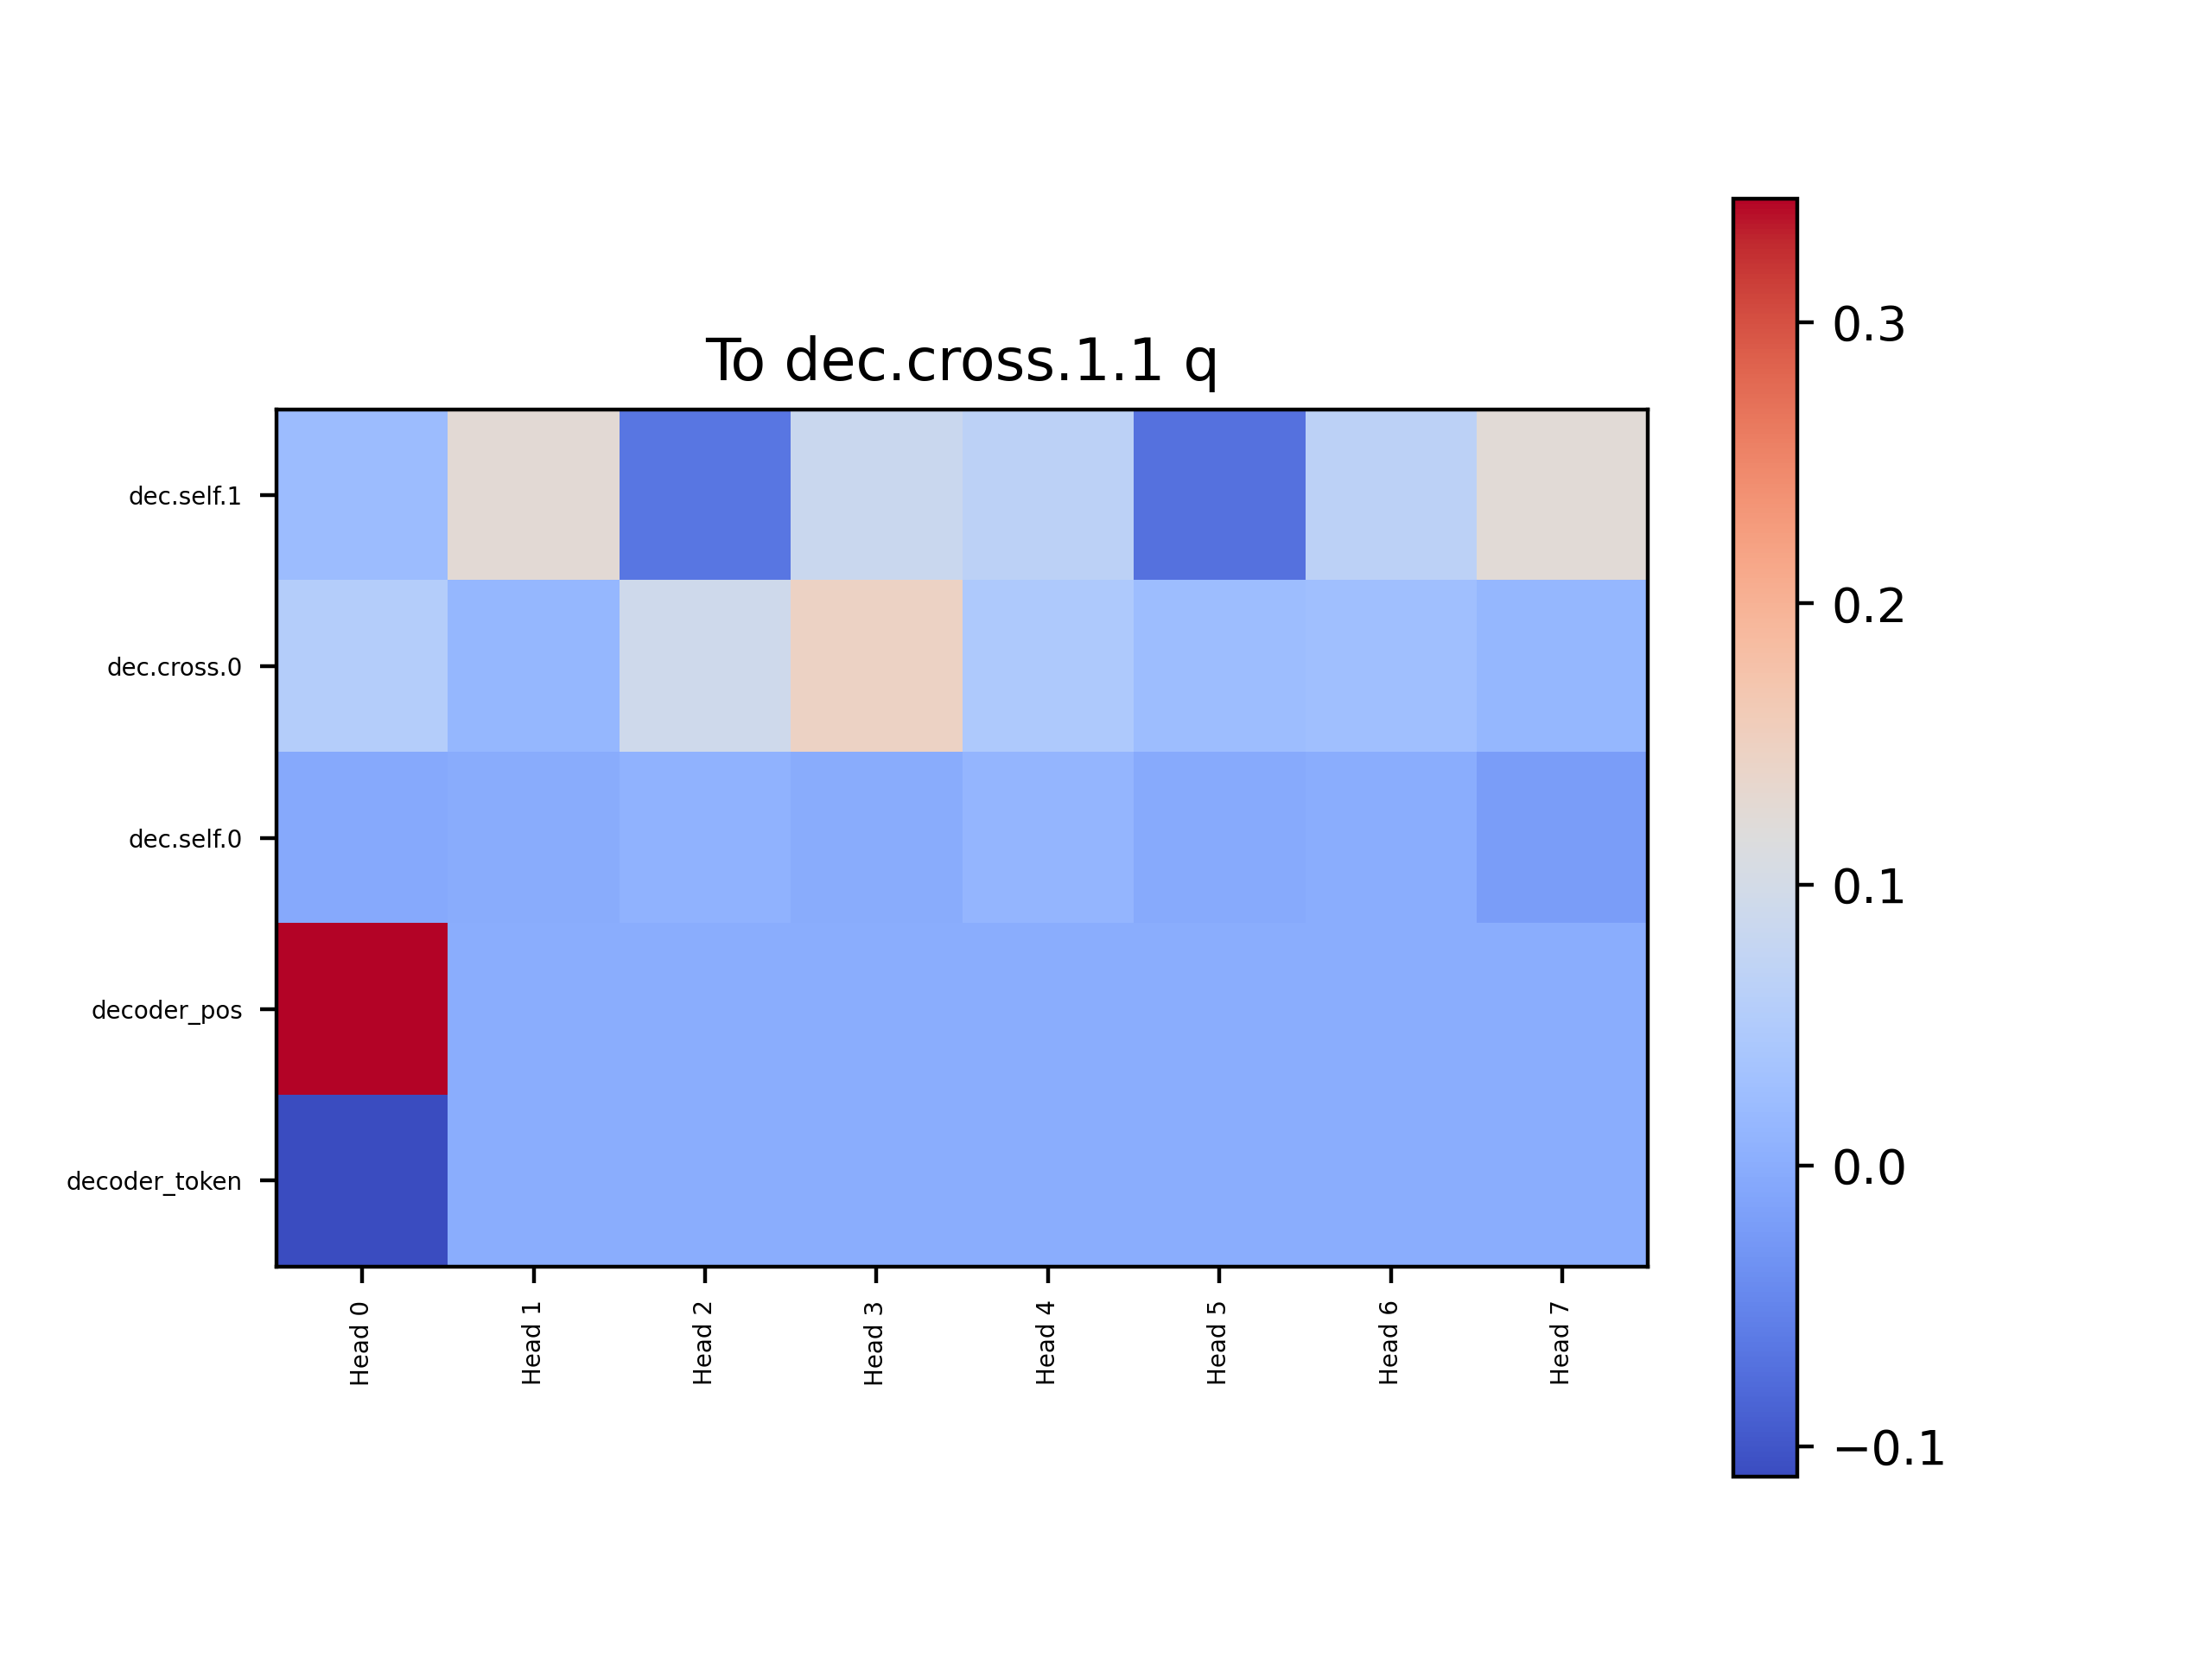 To dec.cross.1.1 q
dec.self.1
dec.cross.0
dec.self.0
decoder_pos
decoder_token
Head 0
Head 1
Head 2
Head 3
Head 4
Head 5
Head 6
Head 7
0.3
0.2
0.1
0.0
−0.1